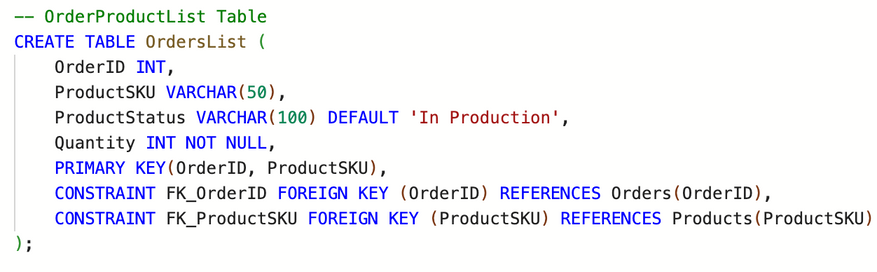 -- OrderProductList Table
CREATE TABLE OrdersList (
    OrderID INT,
    ProductSKU VARCHAR(50),
    ProductStatus VARCHAR(100) DEFAULT 'In Production',
    Quantity INT NOT NULL,
    PRIMARY KEY(OrderID, ProductSKU),
    CONSTRAINT FK_OrderID FOREIGN KEY (OrderID) REFERENCES Orders(OrderID),
    CONSTRAINT FK_ProductSKU FOREIGN KEY (ProductSKU) REFERENCES Products(ProductSKU)
);